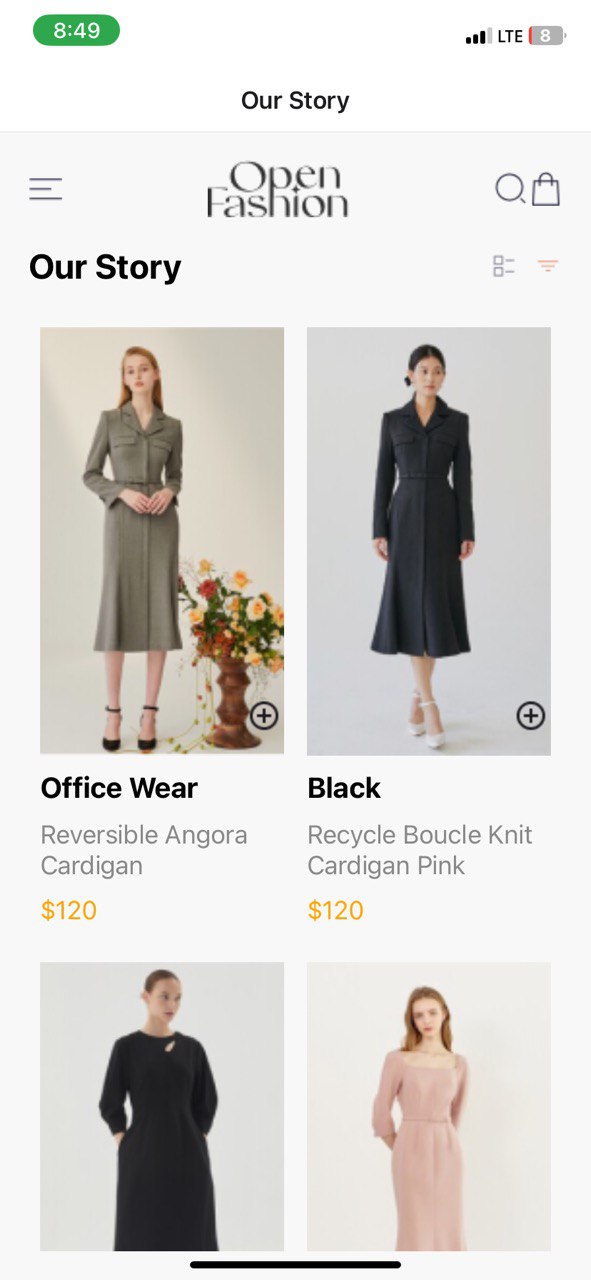 8:49
LTE 8
Our Story
Open
Fashion
Our Story
Office Wear
Reversible Angora
Cardigan
$120
Black
Recycle Boucle Knit
Cardigan Pink
$120